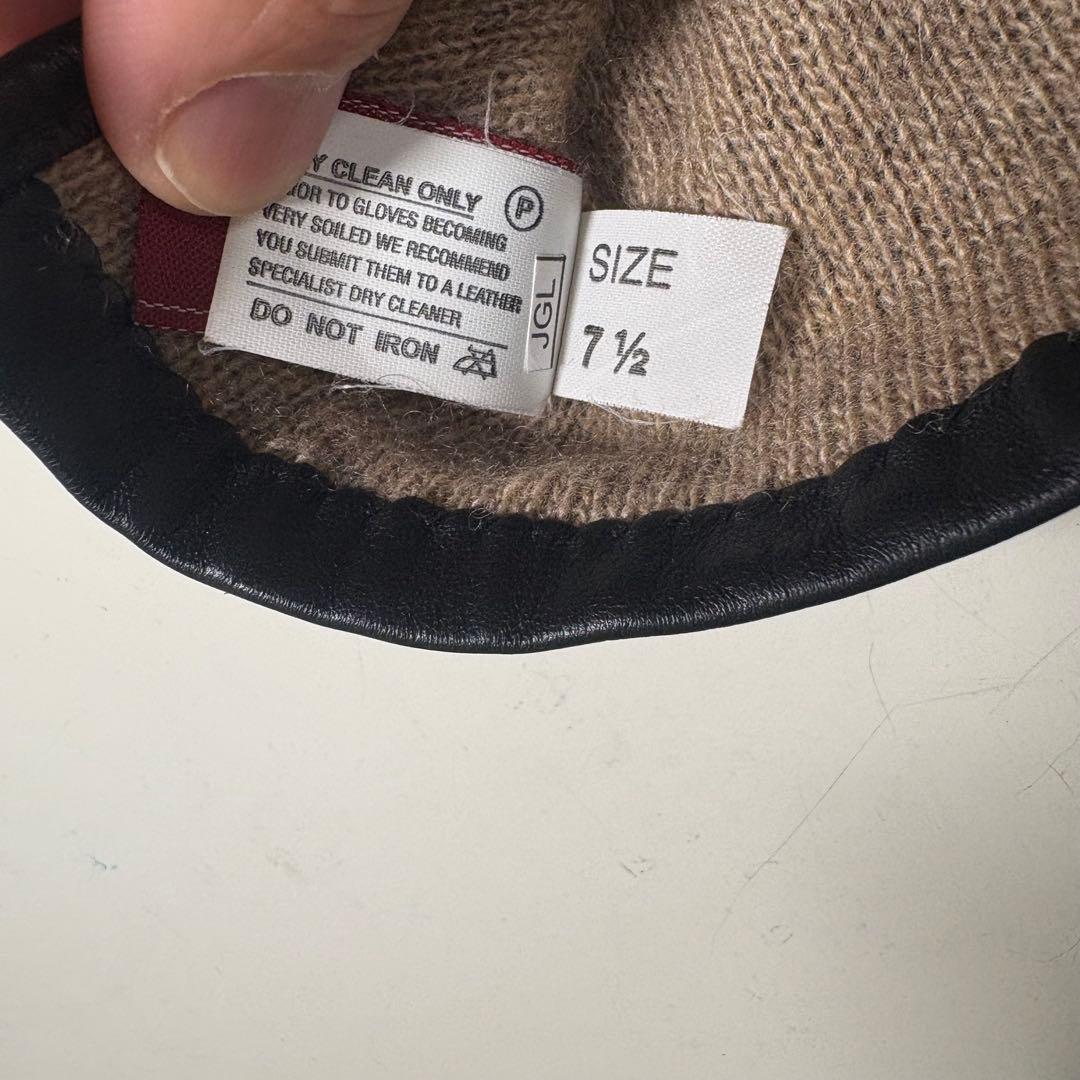 Y CLEAN ONLY
IOR TO GLOVES BECOMING
VERY SOILED WE RECOMMEND
YOU SUBMIT THEM TO A LEATHER
SPECIALIST DRY CLEANER
DO NOT IRON
P
JGL
SIZE
7 ½